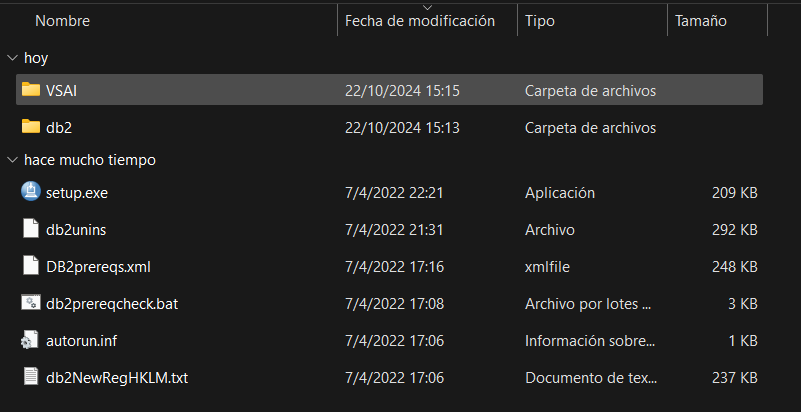 Nombre Fecha de modificación Tipo Tamaño
hoy
VSAI 22/10/2024 15:15 Carpeta de archivos
db2 22/10/2024 15:13 Carpeta de archivos
hace mucho tiempo
setup.exe 7/4/2022 22:21 Aplicación 209 KB
db2unins 7/4/2022 21:31 Archivo 292 KB
DB2prereqs.xml 7/4/2022 17:16 xmlfile 248 KB
db2prereqcheck.bat 7/4/2022 17:08 Archivo por lotes ... 3 KB
autorun.inf 7/4/2022 17:06 Información sobre... 1 KB
db2NewRegHKLM.txt 7/4/2022 17:06 Documento de tex... 237 KB